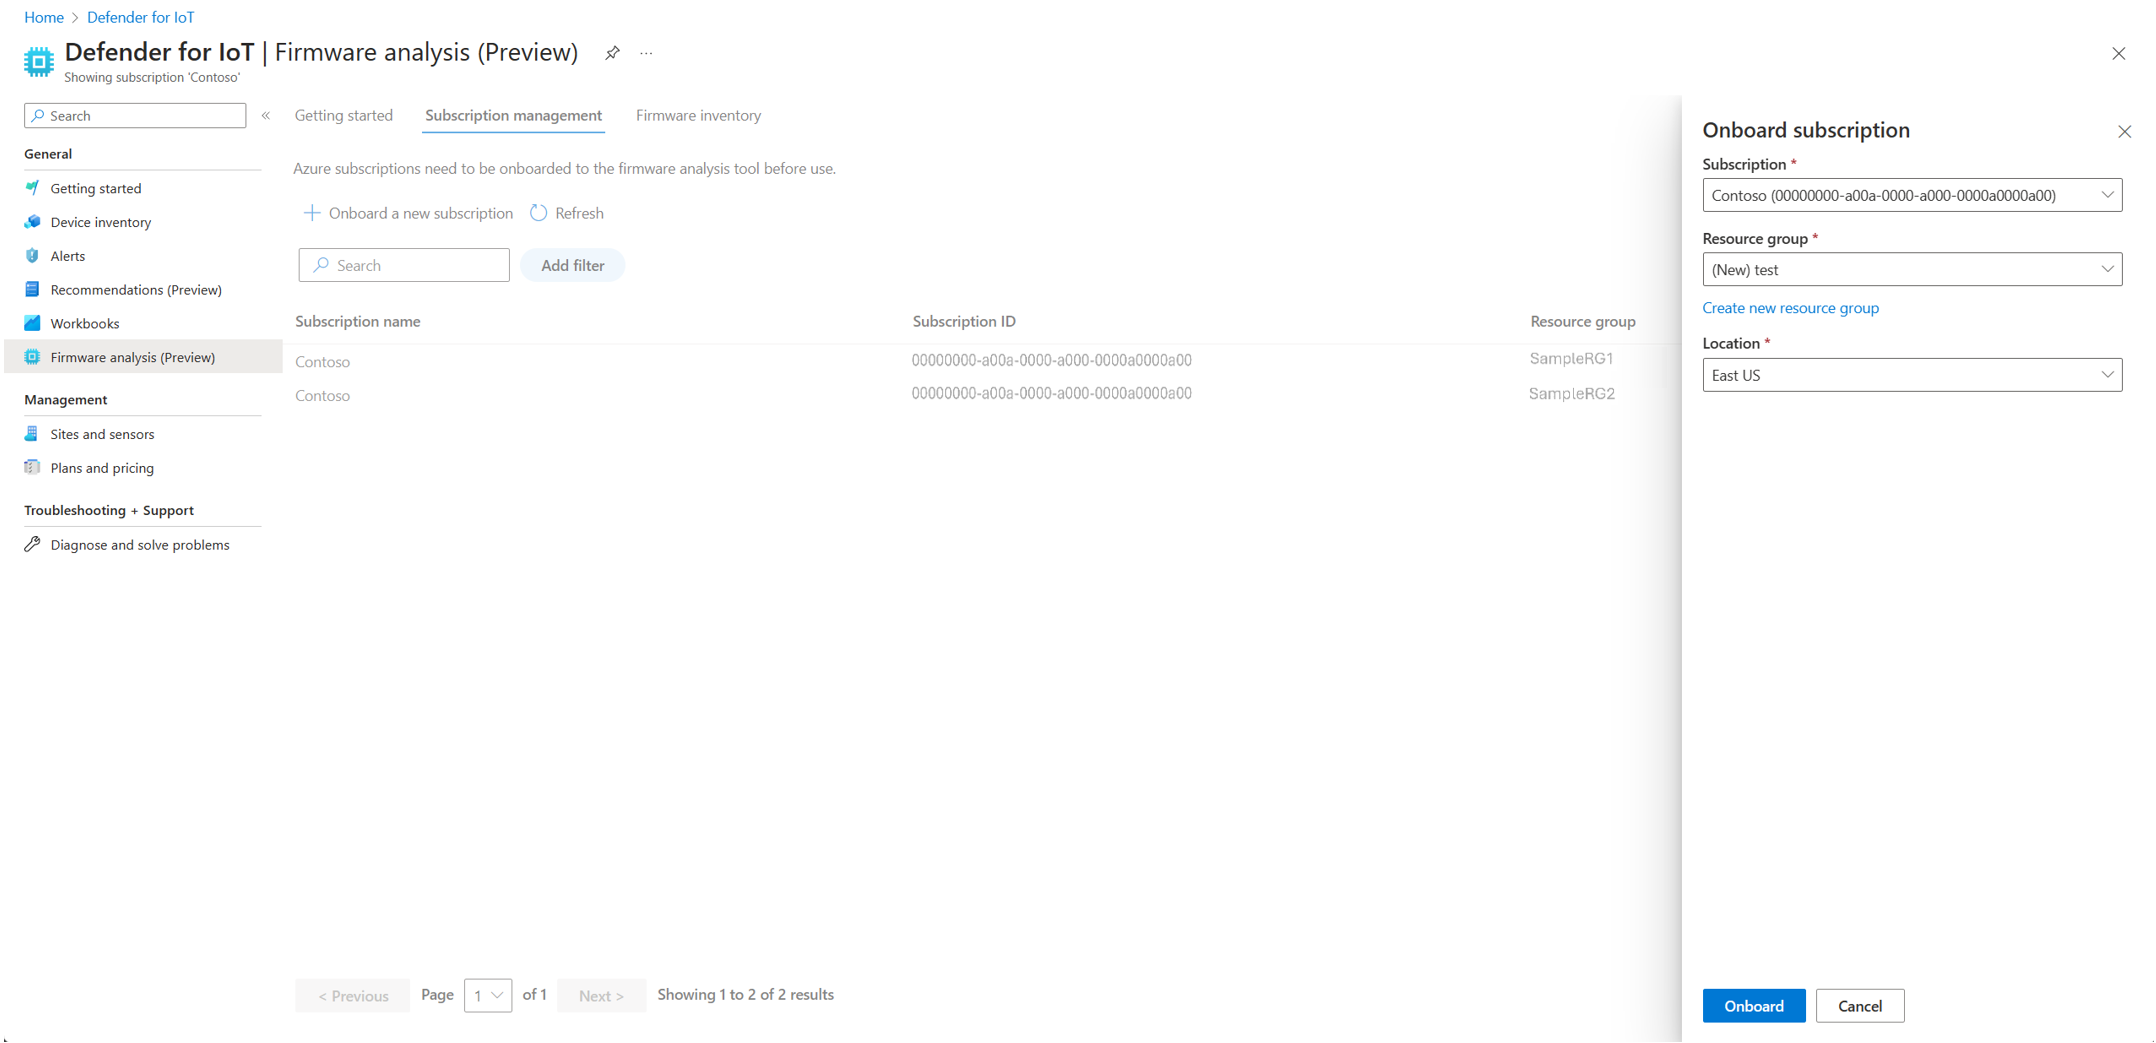 Home > Defender for IoT
Defender for IoT | Firmware analysis (Preview) ...
Showing subscription 'Contoso'
Search «
General
Getting started
Device inventory
Alerts
Recommendations (Preview)
Workbooks
Firmware analysis (Preview)
Management
Sites and sensors
Plans and pricing
Troubleshooting + Support
Diagnose and solve problems
Getting started Subscription management Firmware inventory
Azure subscriptions need to be onboarded to the firmware analysis tool before use.
Onboard a new subscription Refresh
Search Add filter
Subscription name Subscription ID Resource group
Contoso 00000000-a00a-0000-a000-0000a0000a00 SampleRG1
Contoso 00000000-a00a-0000-a000-0000a0000a00 SampleRG2
< Previous Page 1 of 1 Next > Showing 1 to 2 of 2 results
Onboard subscription
Subscription *
Contoso (00000000-a00a-0000-a000-0000a0000a00)
Resource group *
(New) test
Create new resource group
Location *
East US
Onboard Cancel